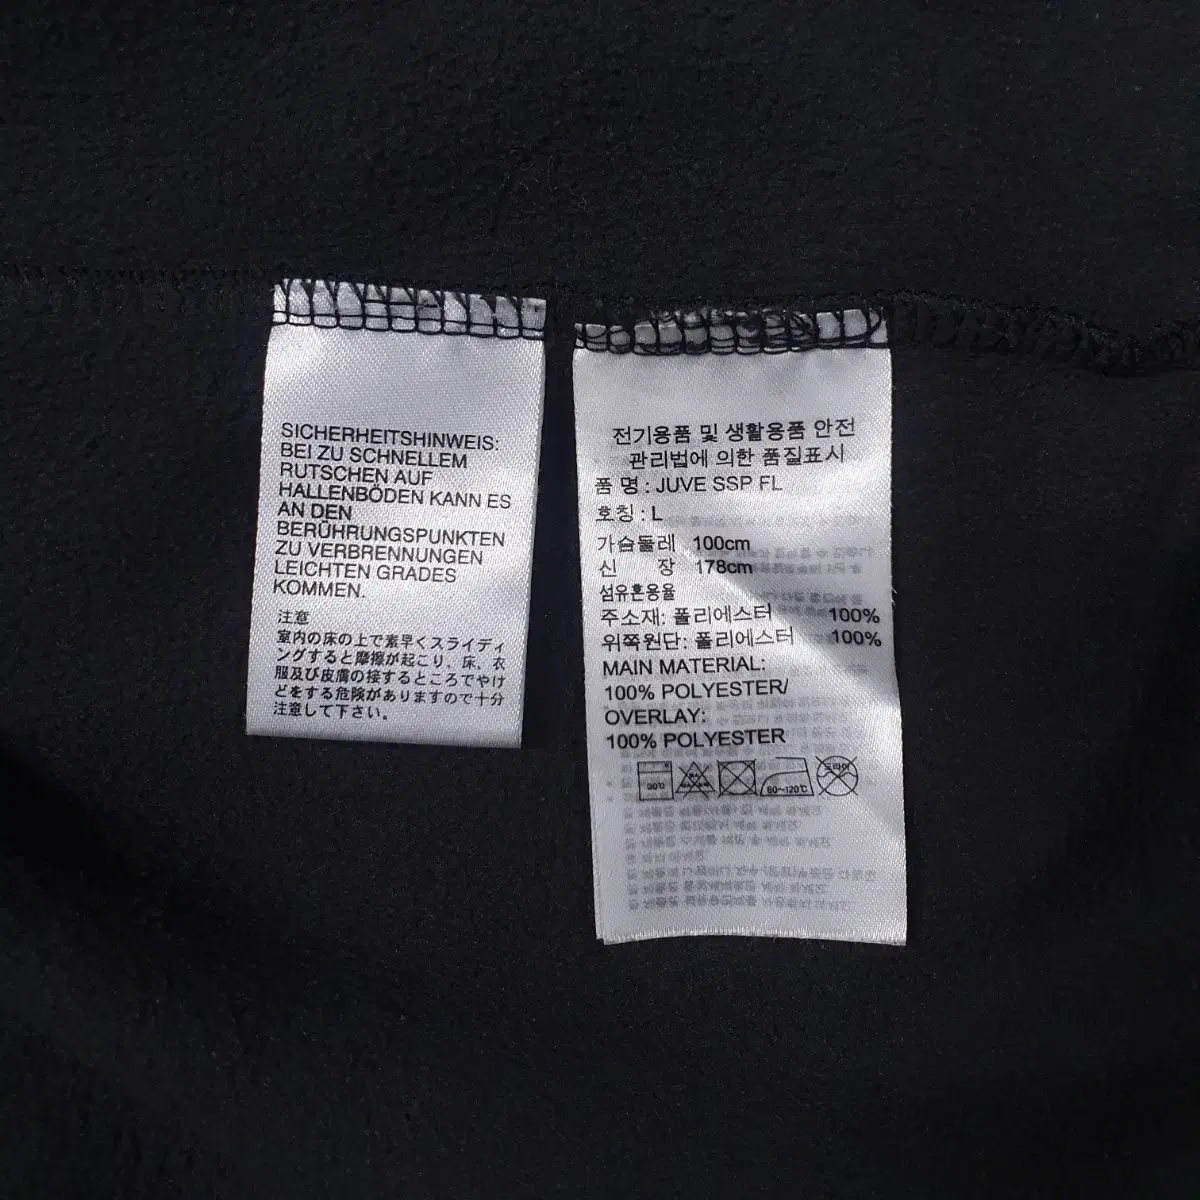 SICHERHEITSHINWEIS:
BEI ZU SCHNELLEM
RUTSCHEN AUF
HALLENBÖDEN KANN ES
AN DEN
BERÜHRUNGSPUNKTEN
ZU VERBRENNUNGEN
LEICHTEN GRADES
KOMMEN.
注意
室内の床の上で素早くスライディ
ングすると摩擦が起こり、床、衣
服及び皮膚の接するところでやけ
どをする危険がありますので十分
注意して下さい。
전기용품 및 생활용품 안전
관리법에 의한 품질표시
품 명 : JUVE SSP FL
호칭 : L
가슴둘레 100cm
신 장 178cm
섬유혼용율
주소재: 폴리에스터 100%
위쪽원단: 폴리에스터 100%
MAIN MATERIAL:
100% POLYESTER/
OVERLAY:
100% POLYESTER
30℃
80~120℃
드라이